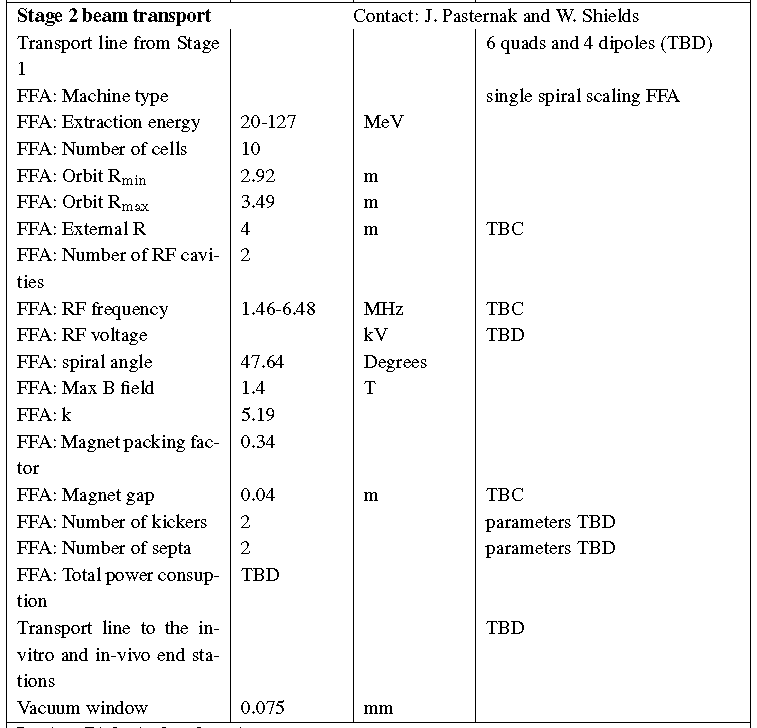 Stage 2 beam transport Contact: J. Pasternak and W. Shields
Transport line from Stage 6 quads and 4 dipoles (TBD)
1
FFA: Machine type single spiral scaling FFA
FFA: Extraction energy 20-127 MeV
FFA: Number of cells 10
FFA: Orbit Rmin 2.92 m
FFA: Orbit Rmax 3.49 m
FFA: External R 4 m TBC
FFA: Number of RF cavi- 2
ties
FFA: RF frequency 1.46-6.48 MHz TBC
FFA: RF voltage kV TBD
FFA: spiral angle 47.64 Degrees
FFA: Max B field 1.4 T
FFA: k 5.19
FFA: Magnet packing fac- 0.34
tor
FFA: Magnet gap 0.04 m TBC
FFA: Number of kickers 2 parameters TBD
FFA: Number of septa 2 parameters TBD
FFA: Total power consup- TBD
tion
Transport line to the in- TBD
vitro and in-vivo end sta-
tions
Vacuum window 0.075 mm